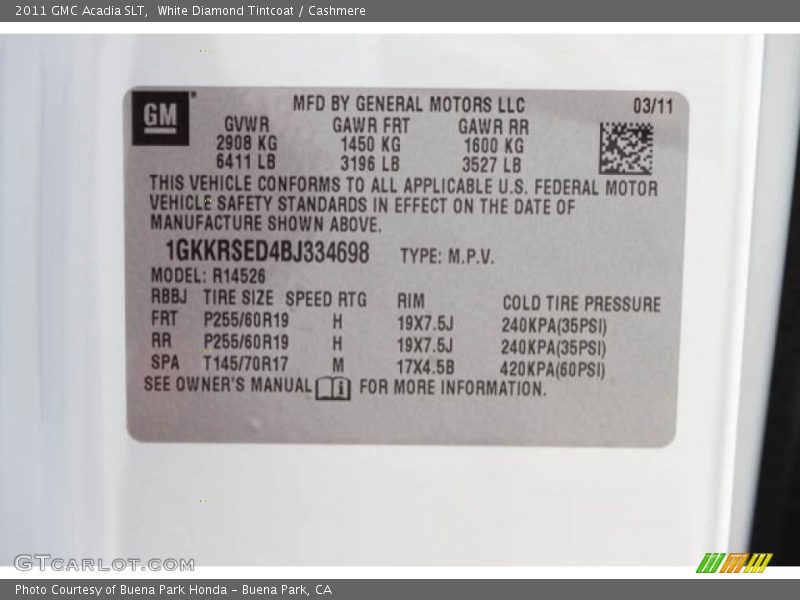 2011 GMC Acadia SLT,  White Diamond Tintcoat / Cashmere
GM
MFD BY GENERAL MOTORS LLC 03/11
GVWR GAWR FRT GAWR RR
2908 KG 1450 KG 1600 KG
6411 LB 3196 LB 3527 LB
THIS VEHICLE CONFORMS TO ALL APPLICABLE U.S. FEDERAL MOTOR
VEHICLE SAFETY STANDARDS IN EFFECT ON THE DATE OF
MANUFACTURE SHOWN ABOVE.
1GKKRSED4BJ334698 TYPE: M.P.V.
MODEL: R14526
RBBJ TIRE SIZE SPEED RTG RIM COLD TIRE PRESSURE
FRT P255/60R19 H 19X7.5J 240KPA(35PSI)
RR P255/60R19 H 19X7.5J 240KPA(35PSI)
SPA T145/70R17 M 17X4.5B 420KPA(60PSI)
SEE OWNER'S MANUAL FOR MORE INFORMATION.
GTCARLOT.COM
Photo Courtesy of Buena Park Honda - Buena Park, CA